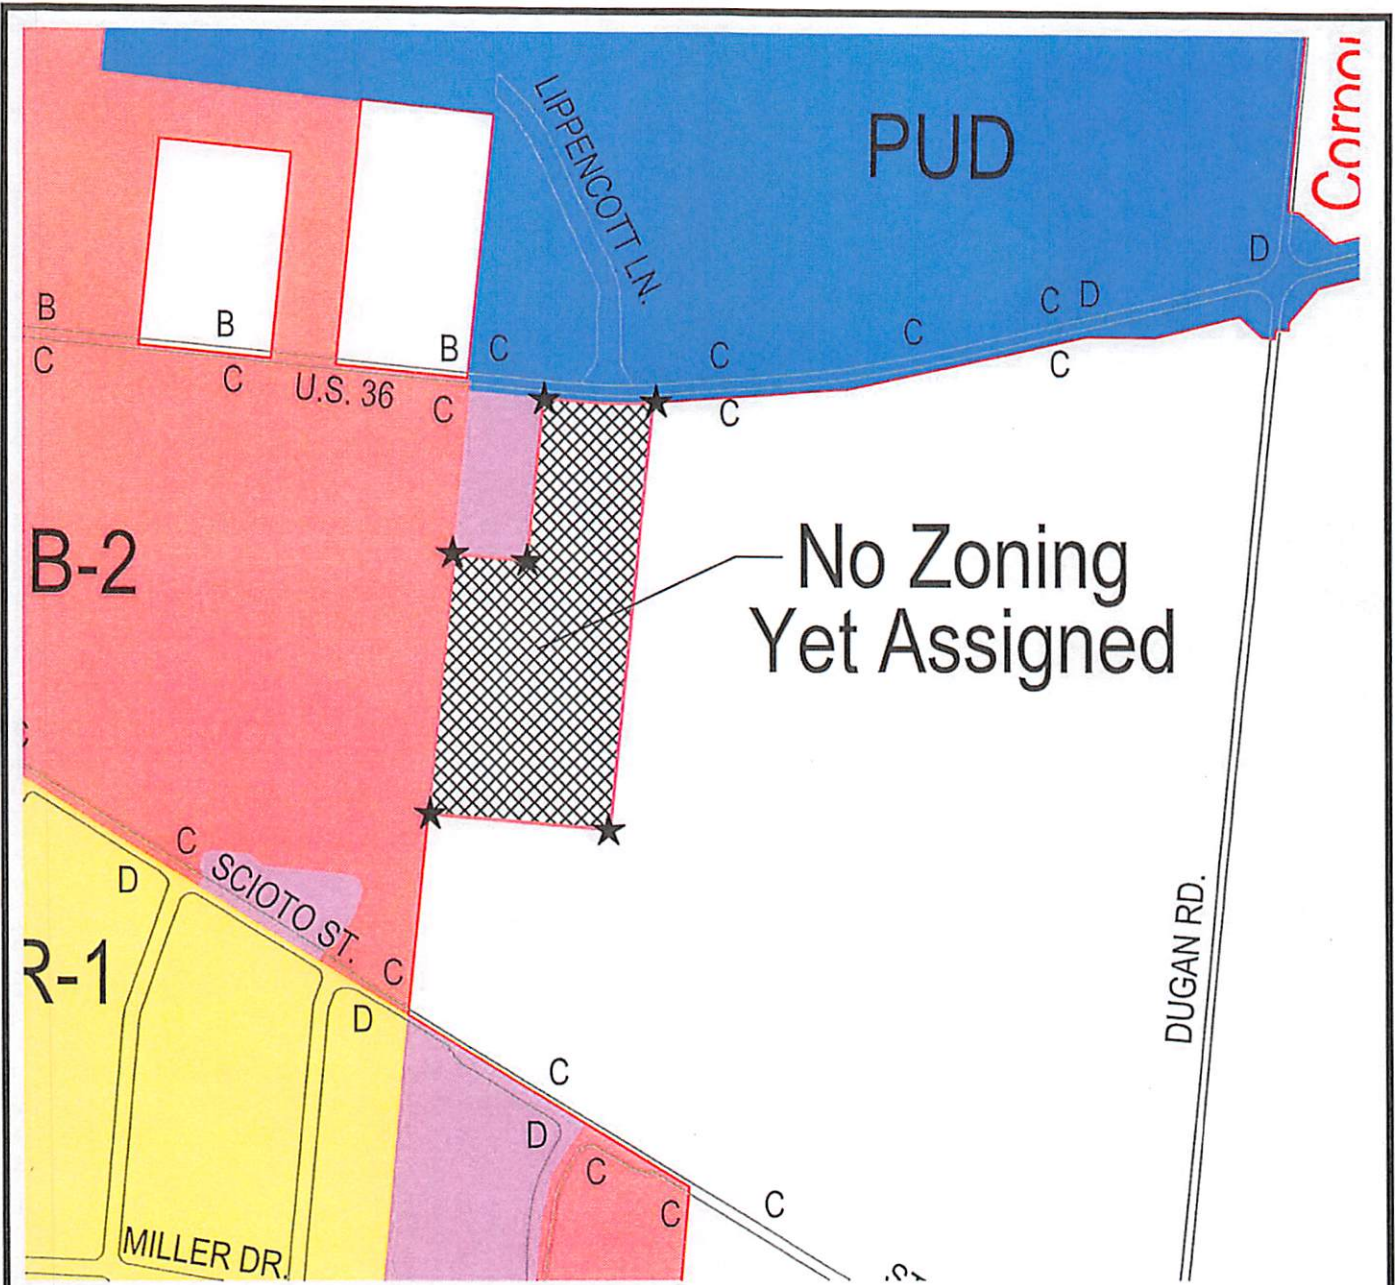 PUD
LIPPENCOTT LN.
D
C D
B
B
B
C
C
C
C
C
C
U.S. 36
C
C
B-2
No Zoning
Yet Assigned
C
D
SCIOTO ST.
C
R-1
D
DUGAN RD.
C
D
C
C
C
MILLER DR.